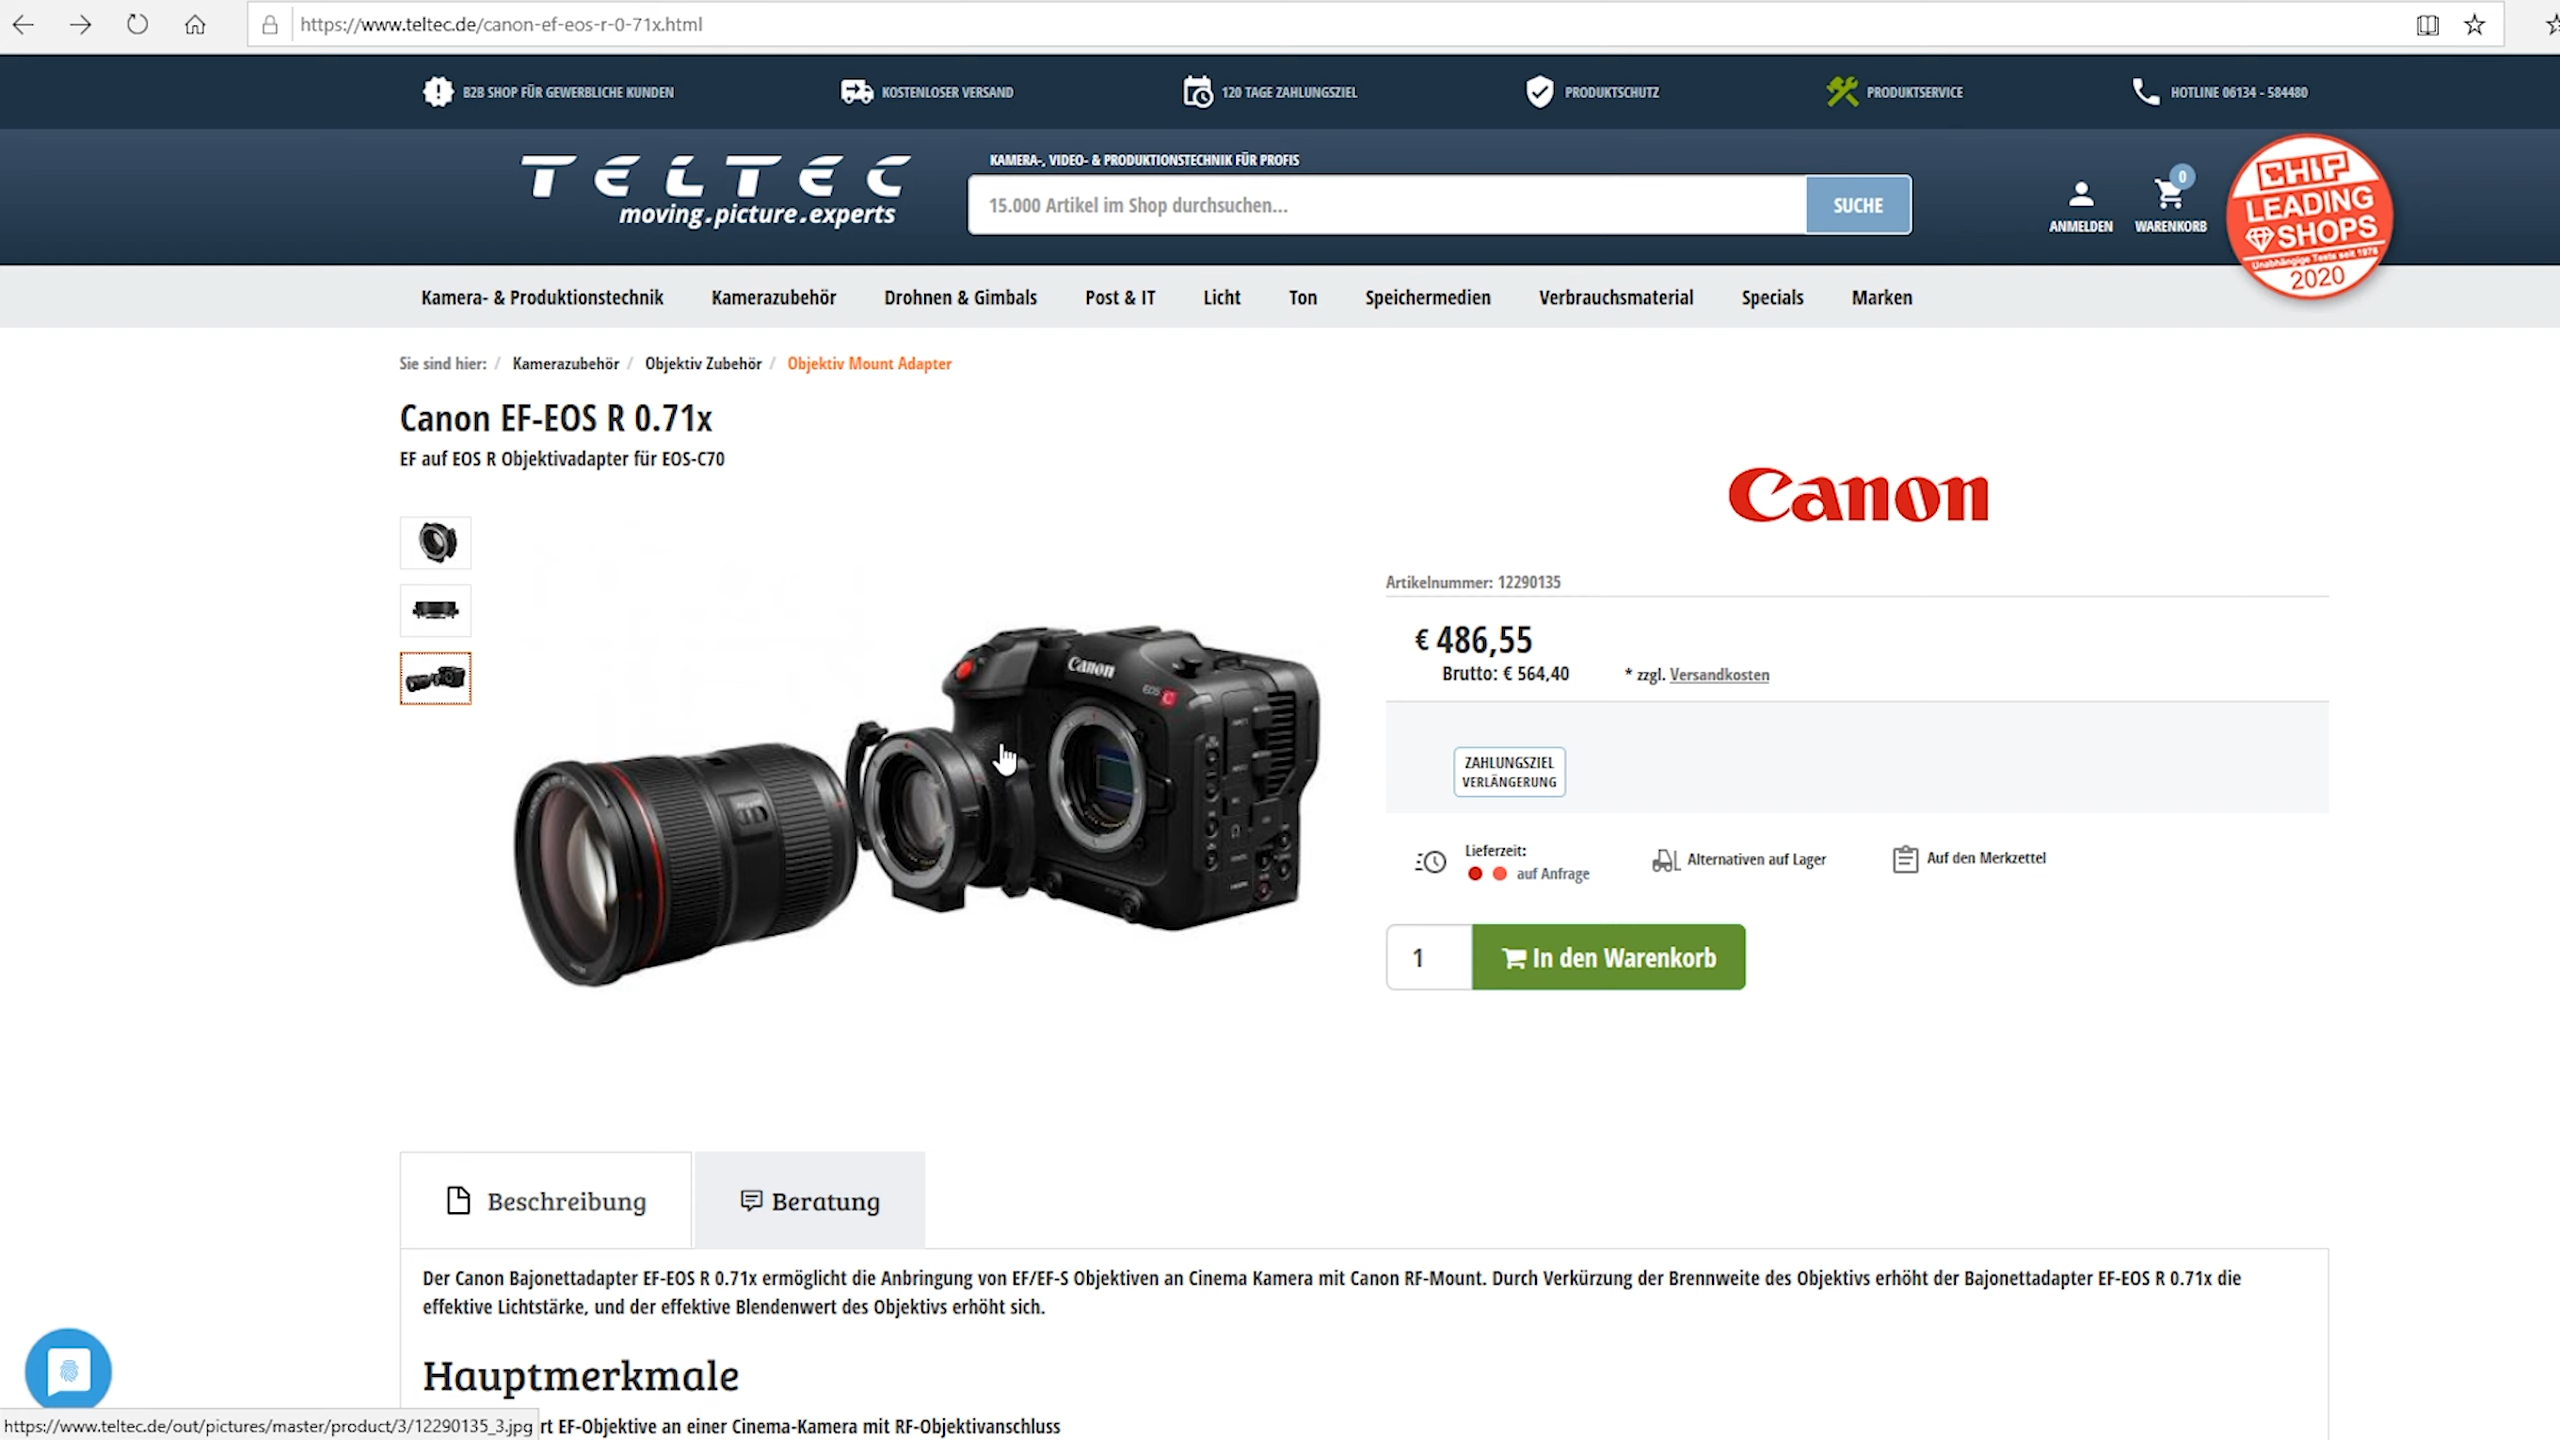 https://www.teltec.de/canon-ef-eos-r-0-71x.html
B2B SHOP FÜR GEWERBLICHE KUNDEN
KOSTENLOSER VERSAND
120 TAGE ZAHLUNGSZIEL
PRODUKTSCHUTZ
PRODUKTSERVICE
HOTLINE 06134 - 584480
TELTEC
moving.picture.experts
KAMERA-, VIDEO- & PRODUKTIONSTECHNIK FÜR PROFIS
15.000 Artikel im Shop durchsuchen...
SUCHE
ANMELDEN
0
WARENKORB
CHIP
LEADING
SHOPS
Unabhängige Tests seit 1978
2020
Kamera- & Produktionstechnik
Kamerazubehör
Drohnen & Gimbals
Post & IT
Licht
Ton
Speichermedien
Verbrauchsmaterial
Specials
Marken
Sie sind hier: / Kamerazubehör / Objektiv Zubehör / Objektiv Mount Adapter
Canon EF-EOS R 0.71x
EF auf EOS R Objektivadapter für EOS-C70
Canon
EOS C
Canon
Artikelnummer: 12290135
€ 486,55
Brutto: € 564,40
* zzgl. Versandkosten
ZAHLUNGSZIEL
VERLÄNGERUNG
Lieferzeit:
auf Anfrage
Alternativen auf Lager
Auf den Merkzettel
1
In den Warenkorb
Beschreibung
Beratung
Der Canon Bajonettadapter EF-EOS R 0.71x ermöglicht die Anbringung von EF/EF-S Objektiven an Cinema Kamera mit Canon RF-Mount. Durch Verkürzung der Brennweite des Objektivs erhöht der Bajonettadapter EF-EOS R 0.71x die
effektive Lichtstärke, und der effektive Blendenwert des Objektivs erhöht sich.
Hauptmerkmale
https://www.teltec.de/out/pictures/master/product/3/12290135_3.jpg
rt EF-Objektive an einer Cinema-Kamera mit RF-Objektivanschluss